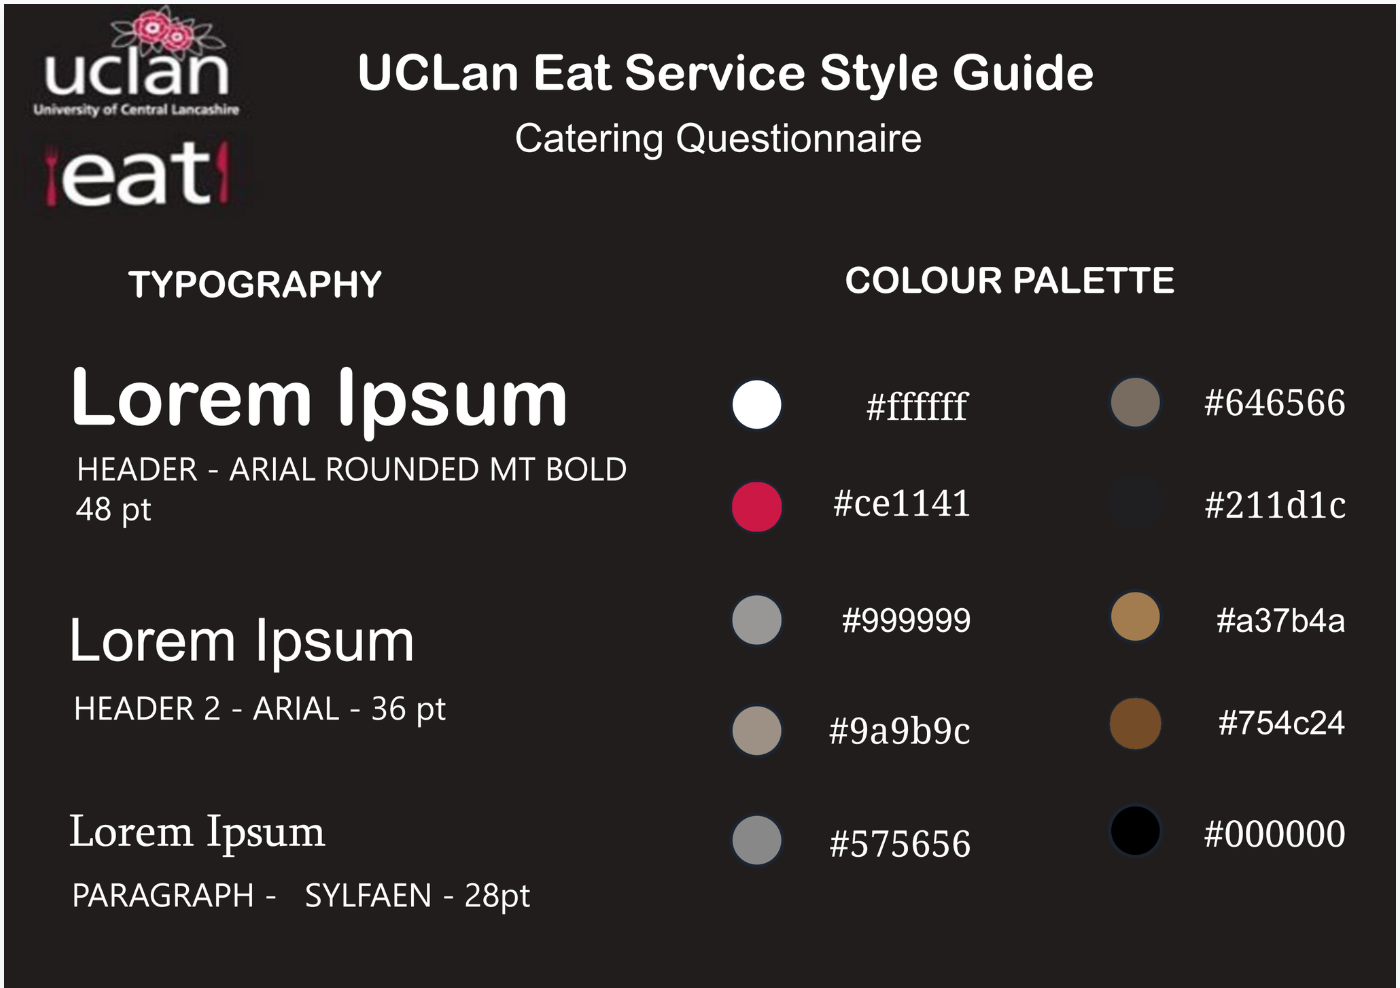 uclan
University of Central Lancashire
eat
UCLan Eat Service Style Guide
Catering Questionnaire
TYPOGRAPHY
Lorem Ipsum
HEADER - ARIAL ROUNDED MT BOLD
48 pt
Lorem Ipsum
HEADER 2 - ARIAL - 36 pt
Lorem Ipsum
PARAGRAPH - SYLFAEN - 28pt
COLOUR PALETTE
#ffffff
#646566
#ce1141
#211d1c
#999999
#a37b4a
#9a9b9c
#754c24
#575656
#000000